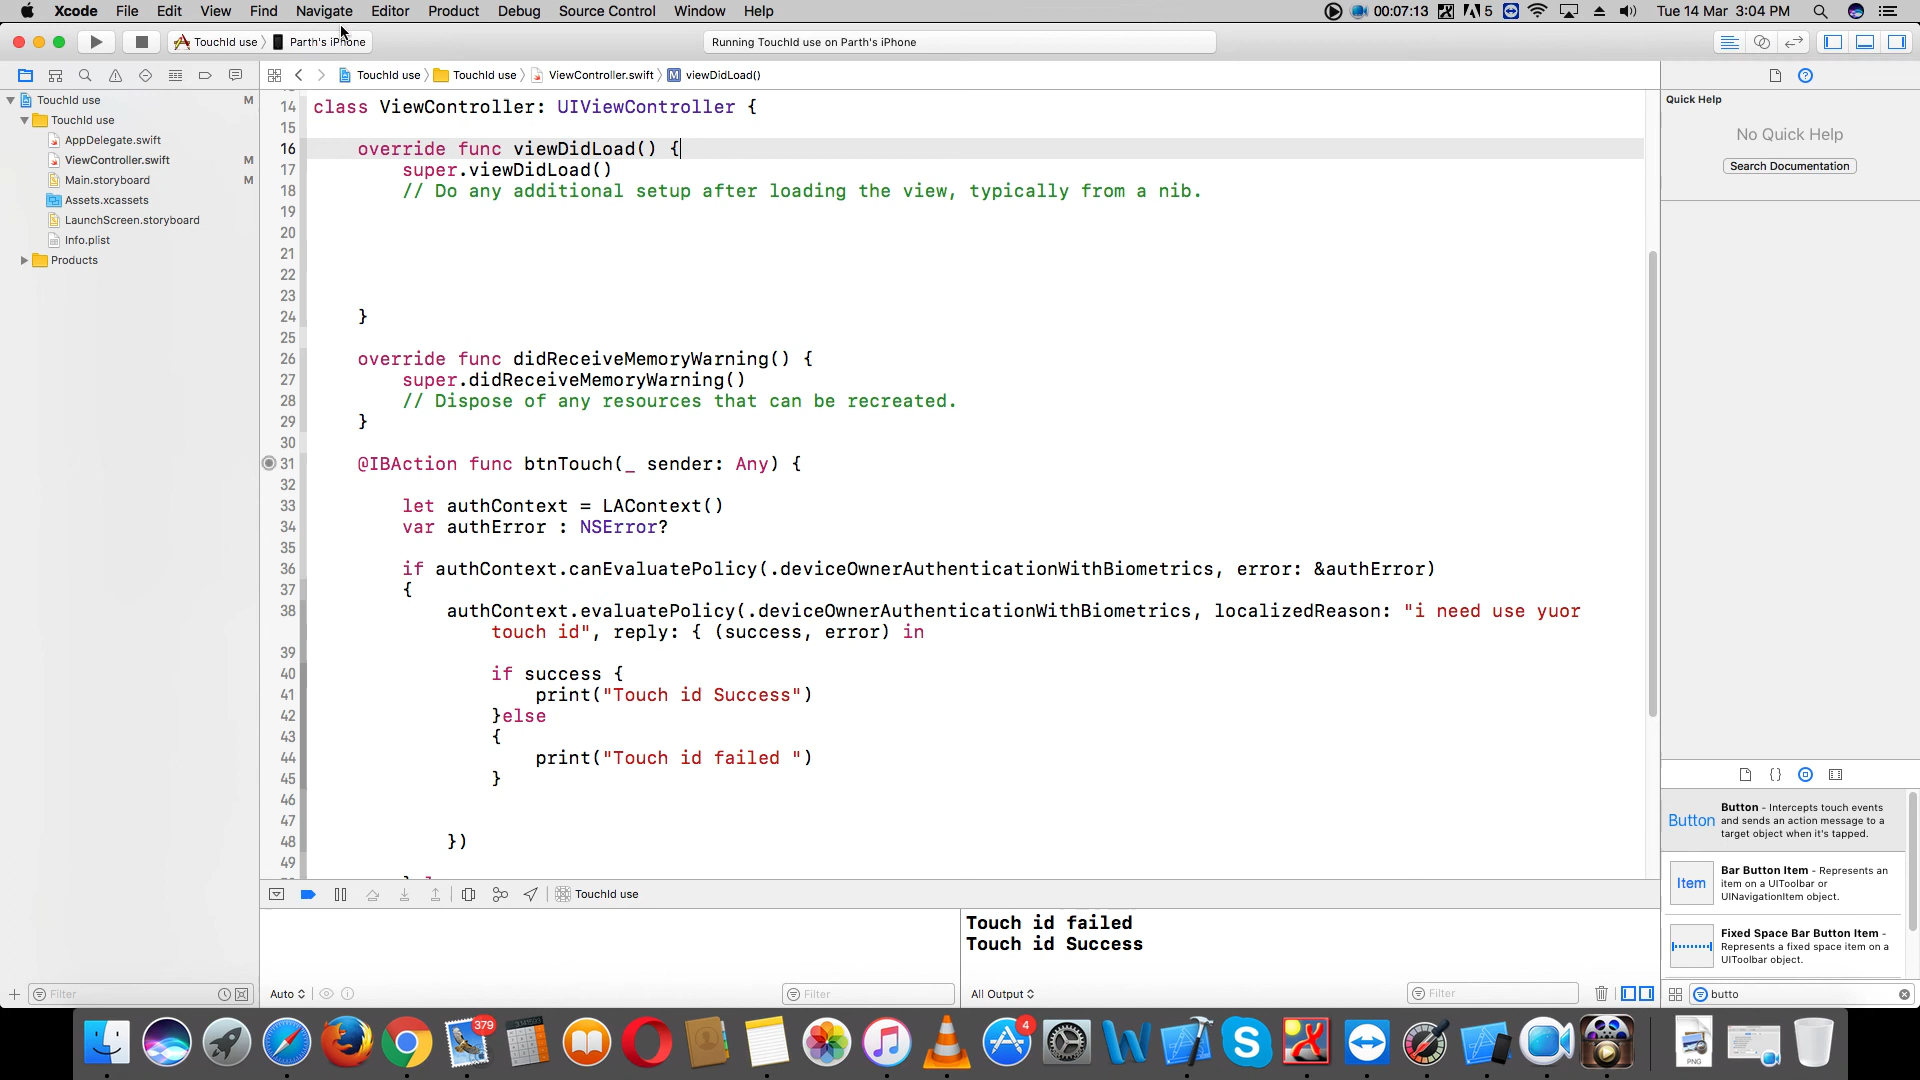 Xcode File Edit View Find Navigate Editor Product Debug Source Control Window Help 00:07:13 5 Tue 14 Mar 3:04 PM
TouchId use Parth's iPhone Running TouchId use on Parth's iPhone
TouchId use TouchId use ViewController.swift M viewDidLoad()
TouchId use M
TouchId use
AppDelegate.swift
ViewController.swift M
Main.storyboard M
Assets.xcassets
LaunchScreen.storyboard
Info.plist
Products
14 class ViewController: UIViewController {
15
16 override func viewDidLoad() {
17 super.viewDidLoad()
18 // Do any additional setup after loading the view, typically from a nib.
19
20
21
22
23
24 }
25
26 override func didReceiveMemoryWarning() {
27 super.didReceiveMemoryWarning()
28 // Dispose of any resources that can be recreated.
29 }
30
31 @IBAction func btnTouch(_ sender: Any) {
32
33 let authContext = LAContext()
34 var authError : NSError?
35
36 if authContext.canEvaluatePolicy(.deviceOwnerAuthenticationWithBiometrics, error: &authError)
37 {
38 authContext.evaluatePolicy(.deviceOwnerAuthenticationWithBiometrics, localizedReason: "i need use yuor
touch id", reply: { (success, error) in
39
40 if success {
41 print("Touch id Success")
42 }else
43 {
44 print("Touch id failed ")
45 }
46
47
48 })
49
TouchId use
Touch id failed
Touch id Success
Filter
Auto
Filter
All Output
Filter
Quick Help
No Quick Help
Search Documentation
Button
Button - Intercepts touch events
and sends an action message to a
target object when it's tapped.
Item
Bar Button Item - Represents an
item on a UIToolbar or
UINavigationItem object.
Fixed Space Bar Button Item -
Represents a fixed space item on a
UIToolbar object.
butto
379
4
PNG